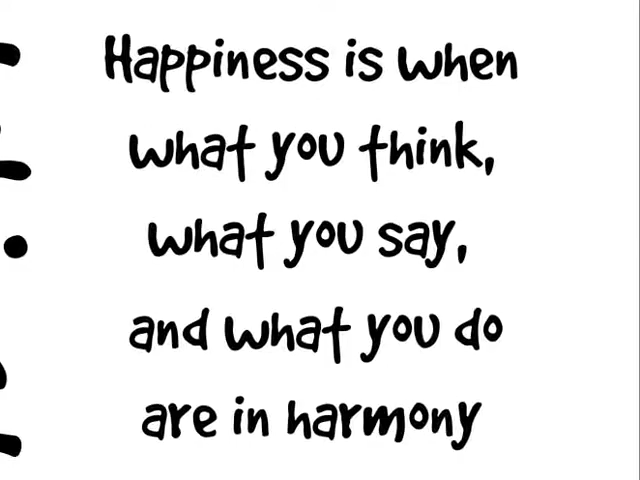 Happiness is when
what you think,
what you say,
and what you do
are in harmony